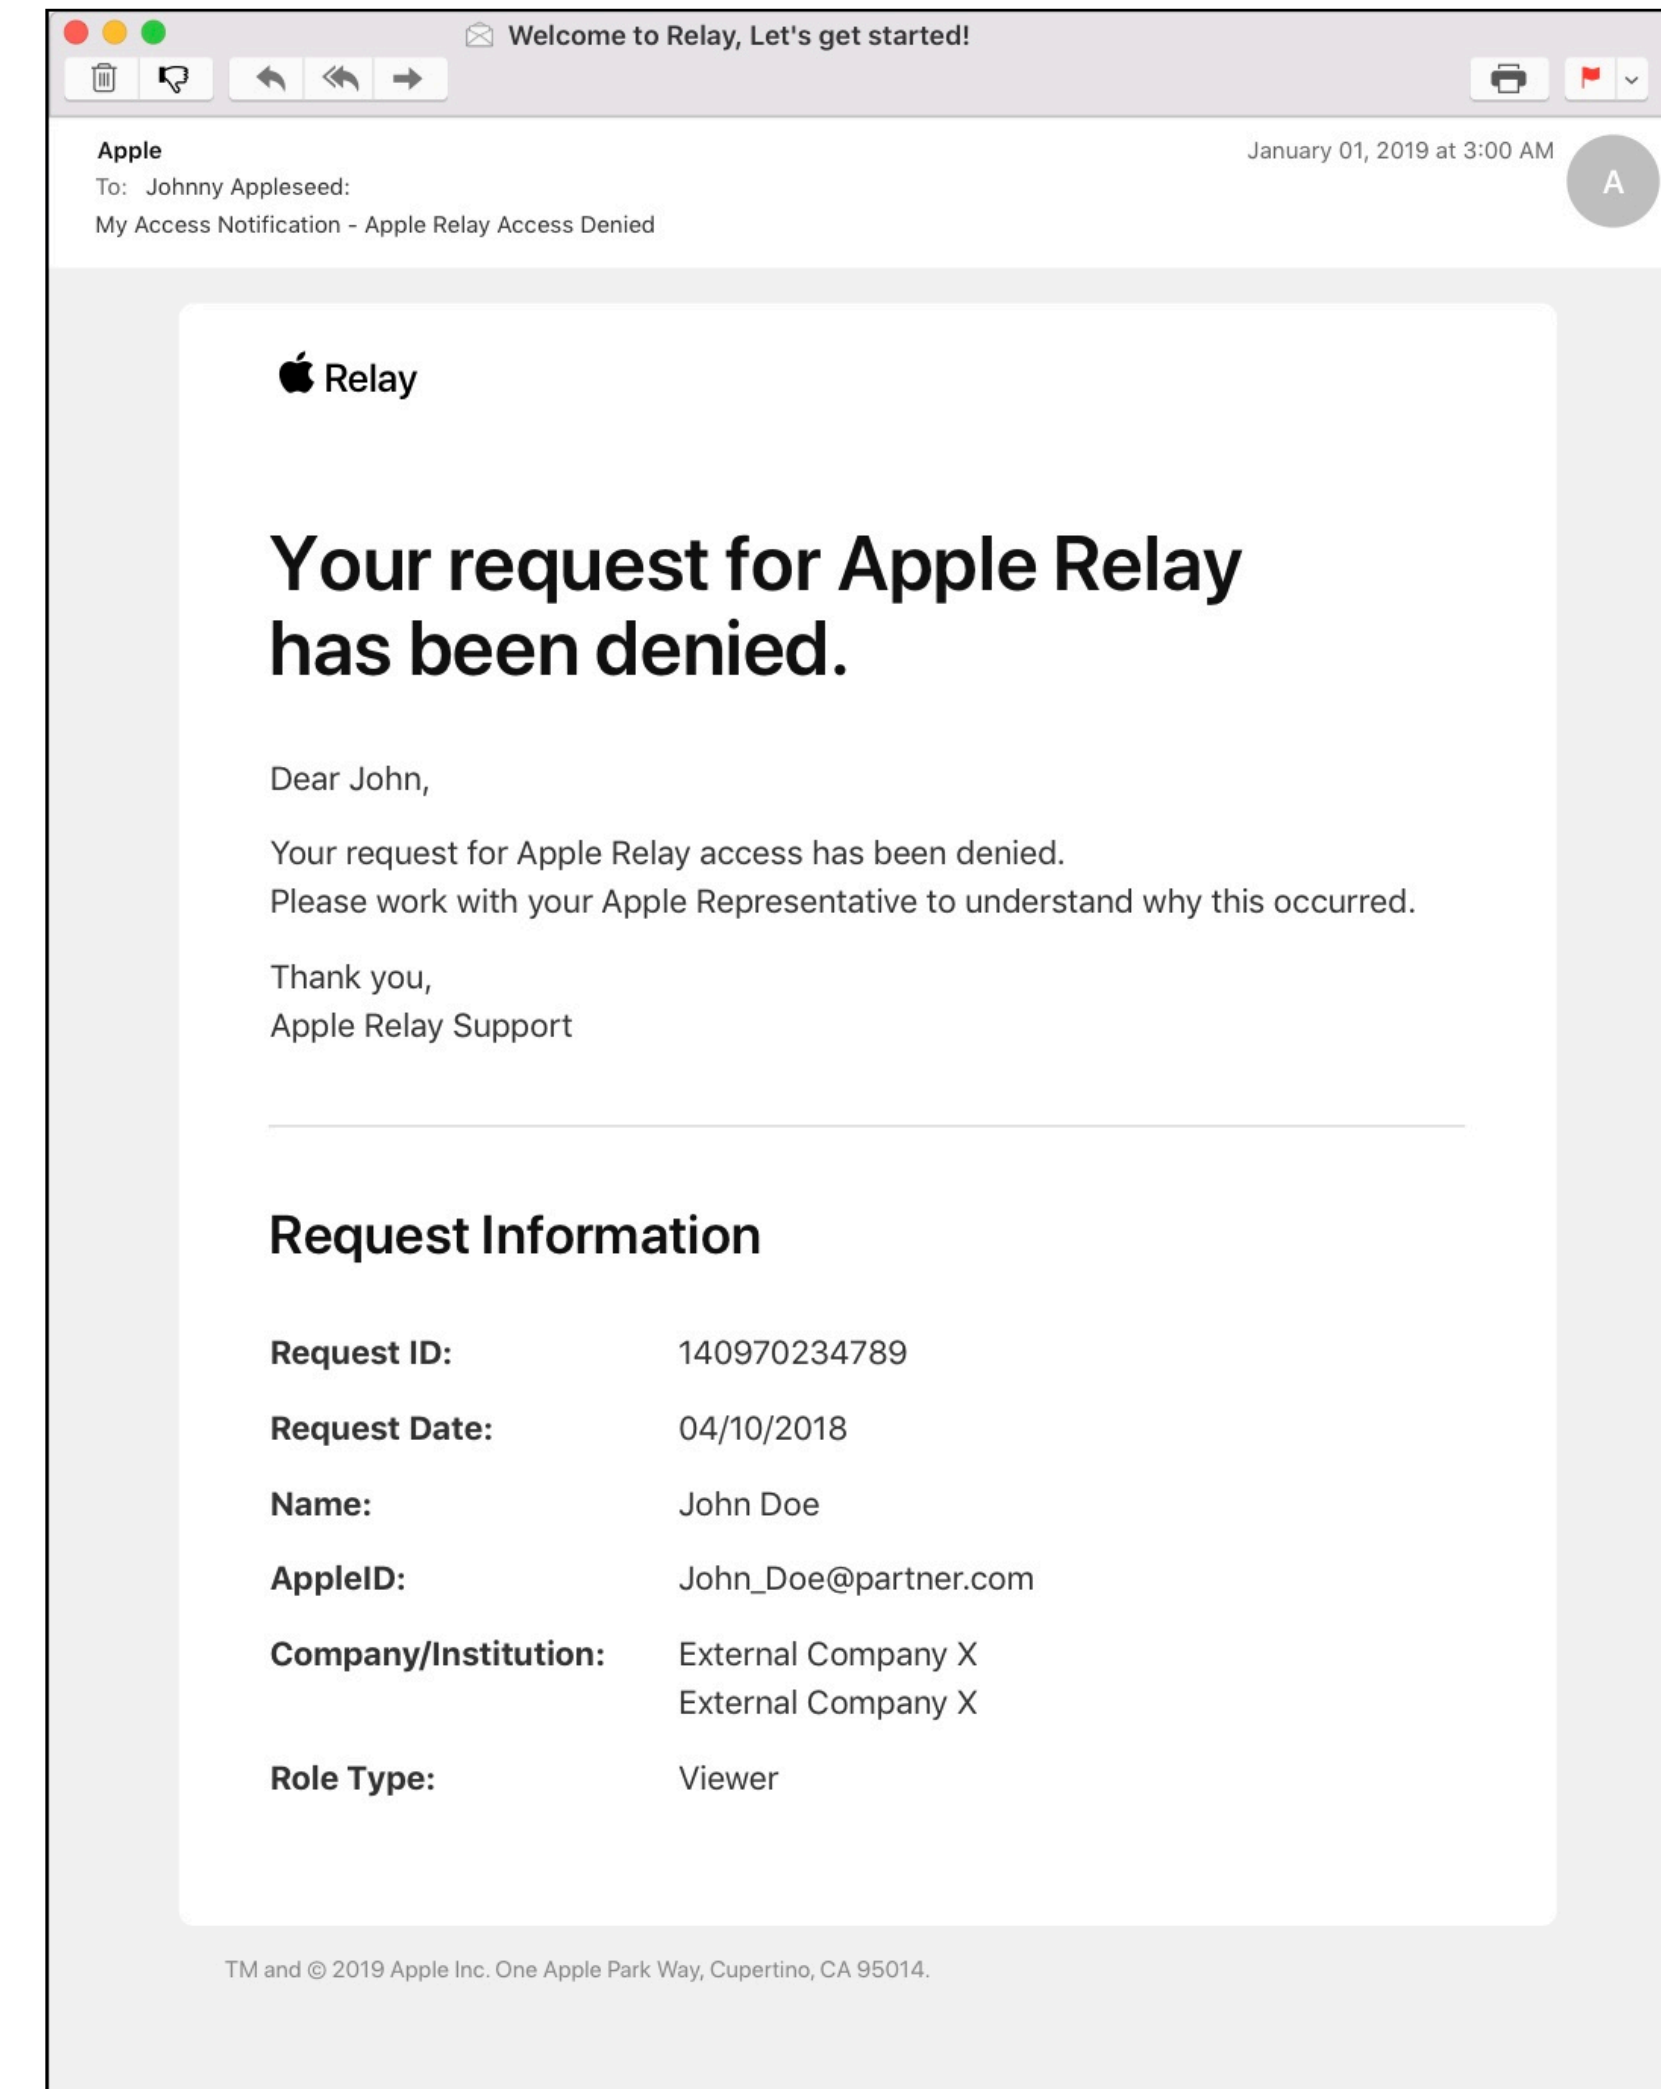 Welcome to Relay, Let's get started!
Apple
January 01, 2019 at 3:00 AM
A
To: Johnny Appleseed:
My Access Notification - Apple Relay Access Denied
Relay
Your request for Apple Relay
has been denied.
Dear John,
Your request for Apple Relay access has been denied.
Please work with your Apple Representative to understand why this occurred.
Thank you,
Apple Relay Support
Request Information
Request ID: 140970234789
Request Date: 04/10/2018
Name: John Doe
AppleID: John_Doe@partner.com
Company/Institution: External Company X
External Company X
Role Type: Viewer
TM and © 2019 Apple Inc. One Apple Park Way, Cupertino, CA 95014.